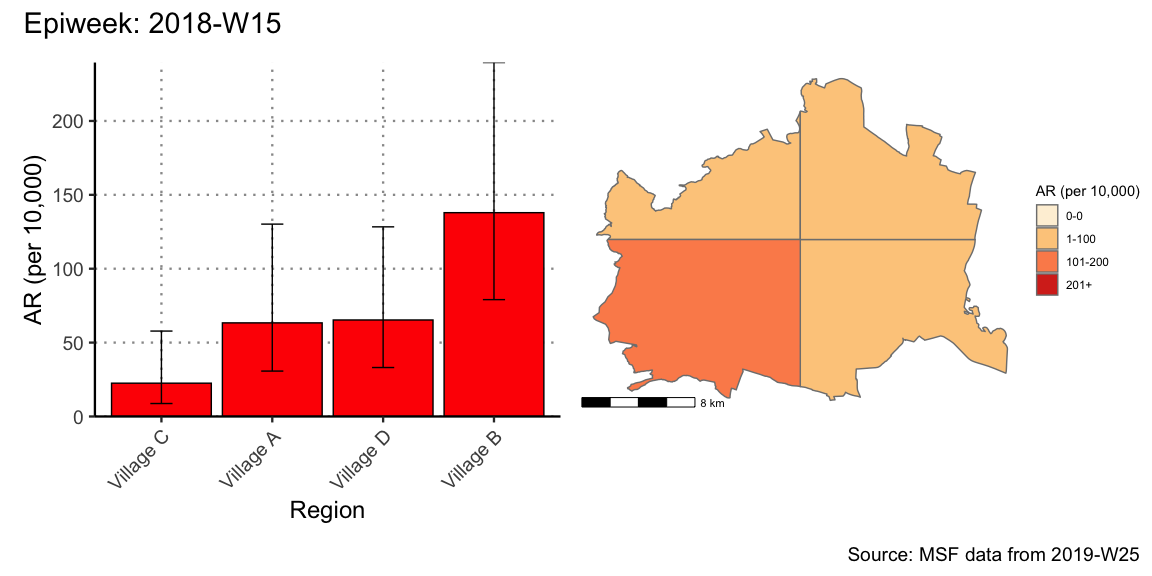 Epiweek: 2018-W15
AR (per 10,000)
200
150
100
50
0
Village C
Village A
Village D
Village B
Region
8 km
AR (per 10,000)
0-0
1-100
101-200
201+
Source: MSF data from 2019-W25